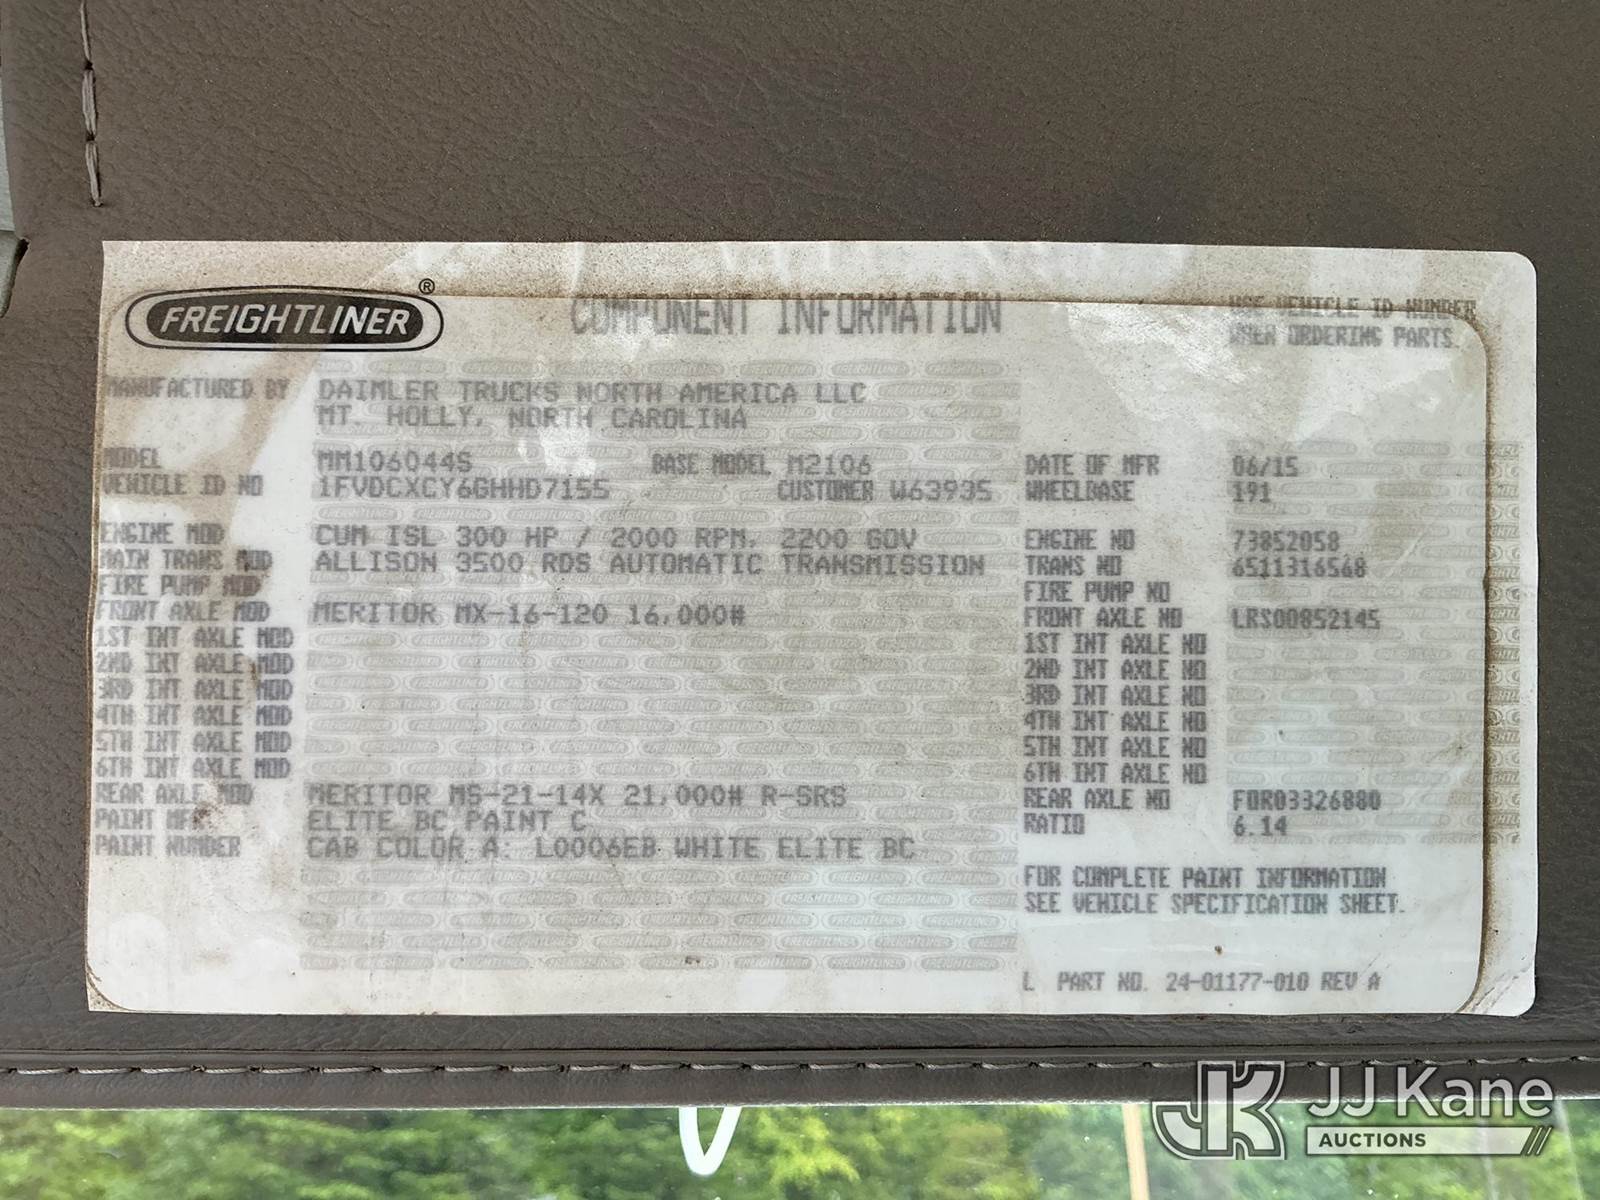 FREIGHTLINER ®
COMPONENT INFORMATION
USE VEHICLE ID NUMBER
WHEN ORDERING PARTS.
MANUFACTURED BY DAIMLER TRUCKS NORTH AMERICA LLC
MT. HOLLY, NORTH CAROLINA
MODEL MM106044S BASE MODEL M2106 DATE OF MFR 06/15
VEHICLE ID NO 1FVDCXCY6GHHD7155 CUSTOMER W63935 WHEELBASE 191
ENGINE MOD CUM ISL 300 HP / 2000 RPM, 2200 GOV ENGINE NO 73852058
MAIN TRANS MOD ALLISON 3500 RDS AUTOMATIC TRANSMISSION TRANS NO 6511316568
FIRE PUMP MOD FIRE PUMP NO
FRONT AXLE MOD MERITOR MX-16-120 16,000# FRONT AXLE NO LRS00852145
1ST INT AXLE MOD 1ST INT AXLE NO
2ND INT AXLE MOD 2ND INT AXLE NO
3RD INT AXLE MOD 3RD INT AXLE NO
4TH INT AXLE MOD 4TH INT AXLE NO
5TH INT AXLE MOD 5TH INT AXLE NO
6TH INT AXLE MOD 6TH INT AXLE NO
REAR AXLE MOD MERITOR MS-21-14X 21,000# R-SRS REAR AXLE NO FOR03326880
PAINT MFR ELITE BC PAINT C RATIO 6.14
PAINT NUMBER CAB COLOR A: L0006EB WHITE ELITE BC
FOR COMPLETE PAINT INFORMATION
SEE VEHICLE SPECIFICATION SHEET.
L PART NO. 24-01177-010 REV A
JK JJ Kane
AUCTIONS